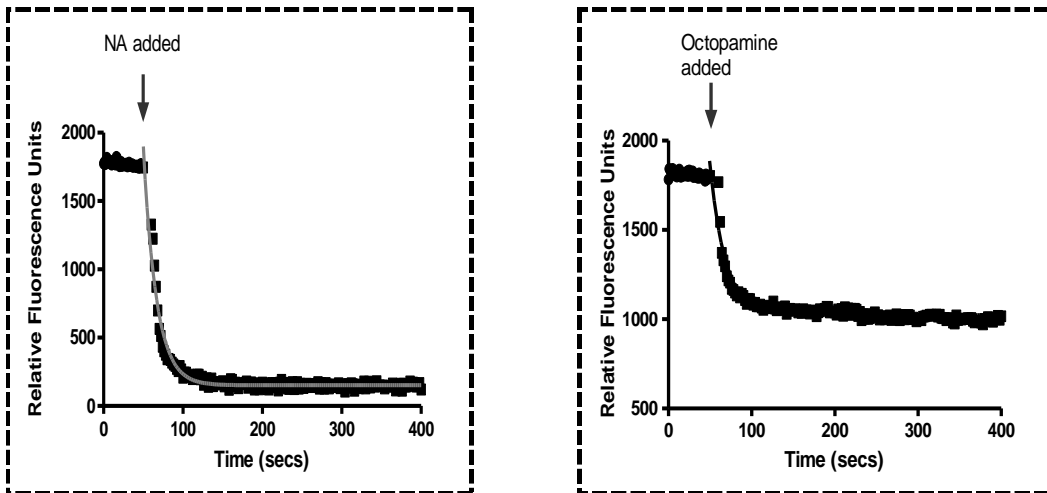 NA added
2000
1500
1000
500
0
Relative Fluorescence Units
0 100 200 300 400
Time (secs)
Octopamine
added
2000
1500
1000
500
Relative Fluorescence Units
0 100 200 300 400
Time (secs)